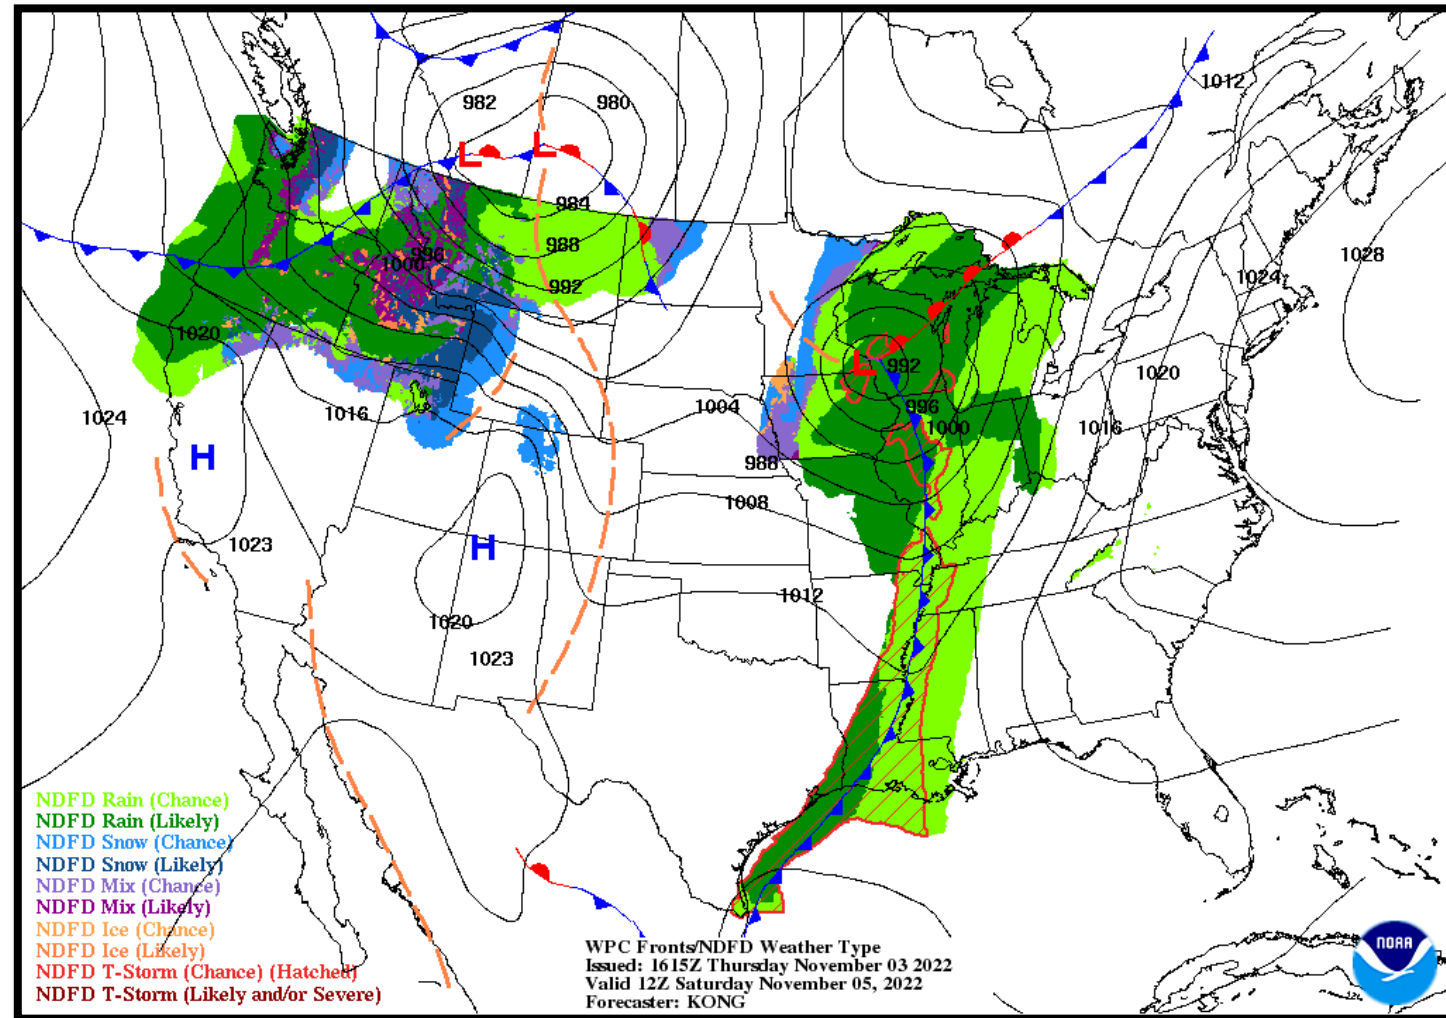 982
980
1012
984
988
1028
996
1000
1024
992
1020
992
1020
1024
1016
1004
996
1000
1016
H
988
1008
1023
H
1012
1020
1023
L
L
L
NDFD Rain (Chance)
NDFD Rain (Likely)
NDFD Snow (Chance)
NDFD Snow (Likely)
NDFD Mix (Chance)
NDFD Mix (Likely)
NDFD Ice (Chance)
NDFD Ice (Likely)
NDFD T-Storm (Chance) (Hatched)
NDFD T-Storm (Likely and/or Severe)
WPC Fronts/NDFD Weather Type
Issued: 1615Z Thursday November 03 2022
Valid 12Z Saturday November 05, 2022
Forecaster: KONG
NOAA